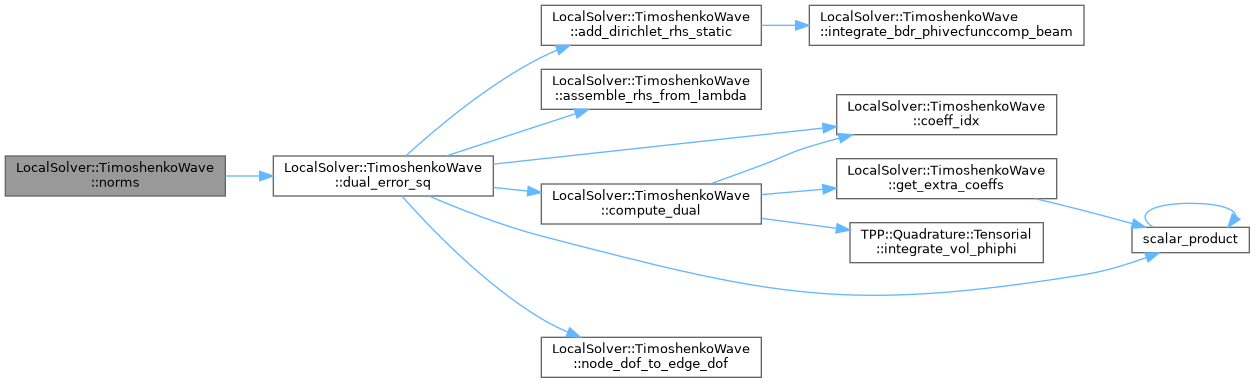 LocalSolver::TimoshenkoWave
::norms
LocalSolver::TimoshenkoWave
::dual_error_sq
LocalSolver::TimoshenkoWave
::add_dirichlet_rhs_static
LocalSolver::TimoshenkoWave
::integrate_bdr_phivecfunccomp_beam
LocalSolver::TimoshenkoWave
::assemble_rhs_from_lambda
LocalSolver::TimoshenkoWave
::coeff_idx
LocalSolver::TimoshenkoWave
::compute_dual
LocalSolver::TimoshenkoWave
::get_extra_coeffs
TPP::Quadrature::Tensorial
::integrate_vol_phiphi
scalar_product
LocalSolver::TimoshenkoWave
::node_dof_to_edge_dof